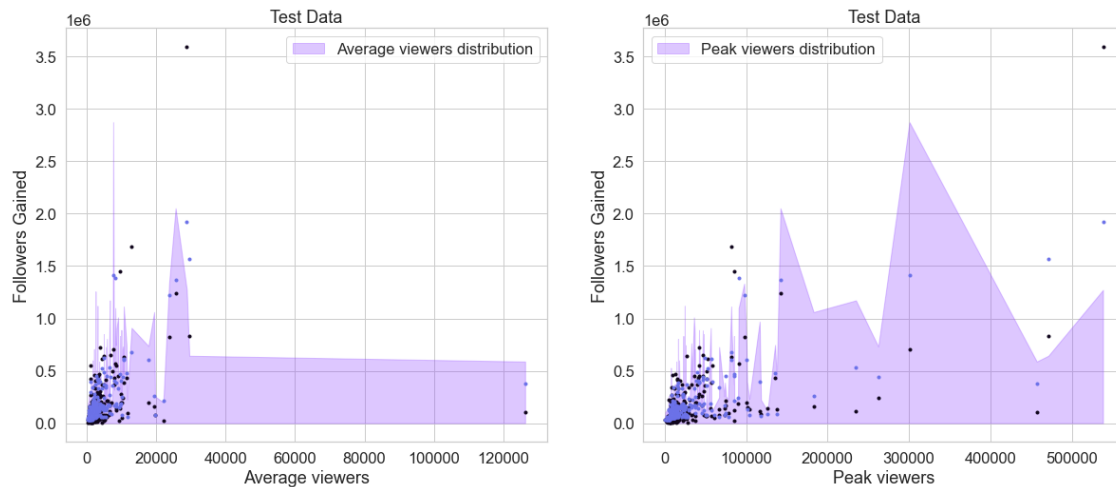 Test Data
1e6
Average viewers distribution
3.5
3.0
2.5
2.0
1.5
1.0
0.5
0.0
Followers Gained
0 20000 40000 60000 80000 100000 120000
Average viewers
Test Data
1e6
Peak viewers distribution
3.5
3.0
2.5
2.0
1.5
1.0
0.5
0.0
Followers Gained
0 100000 200000 300000 400000 500000
Peak viewers